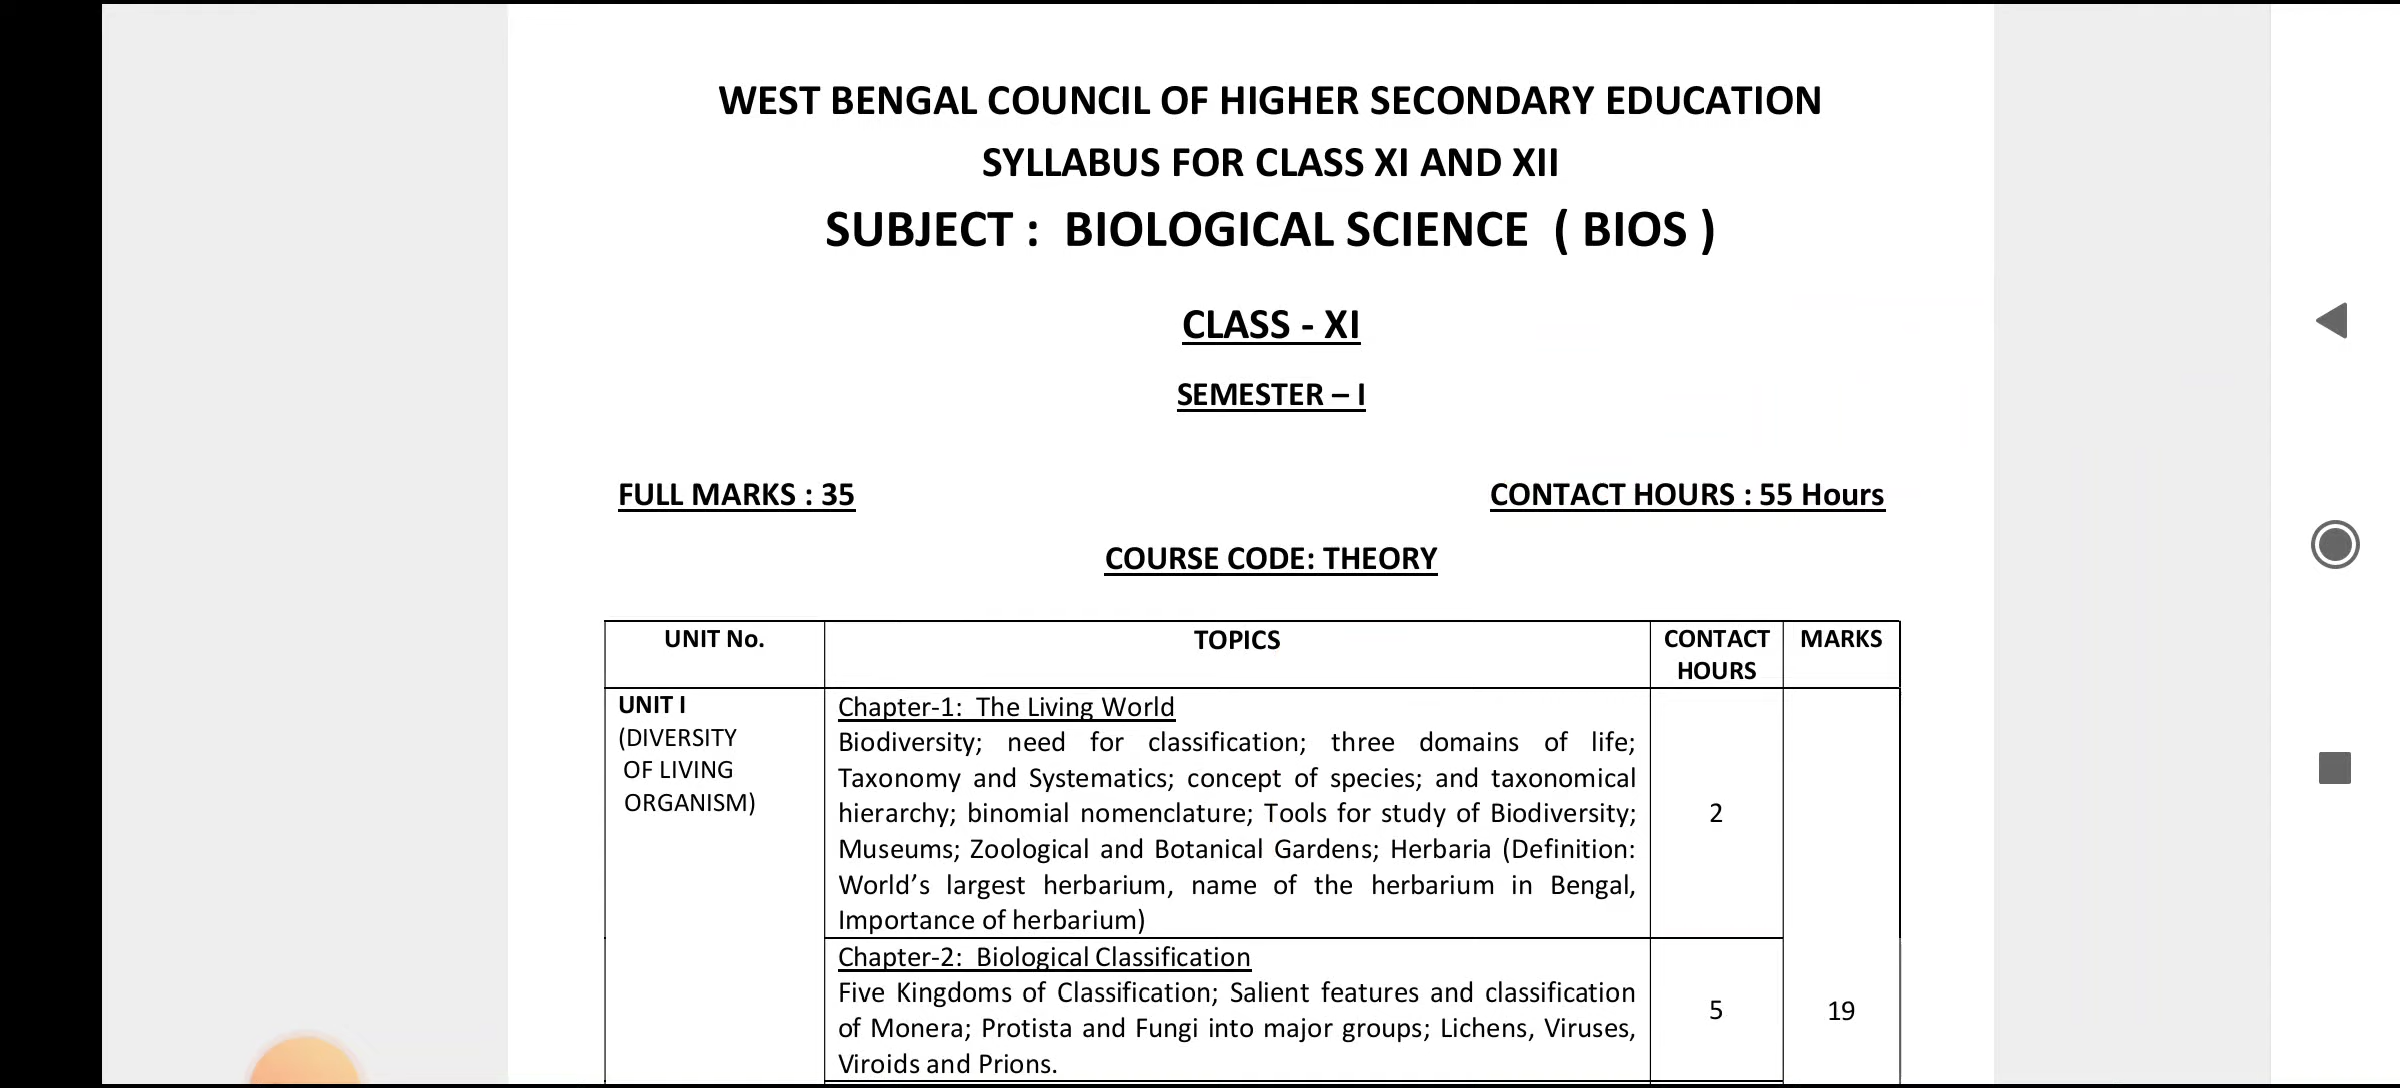 WEST BENGAL COUNCIL OF HIGHER SECONDARY EDUCATION
SYLLABUS FOR CLASS XI AND XII
SUBJECT : BIOLOGICAL SCIENCE ( BIOS )
CLASS - XI
SEMESTER – I
FULL MARKS : 35 CONTACT HOURS : 55 Hours
COURSE CODE: THEORY
UNIT No. TOPICS CONTACT HOURS MARKS
UNIT I
(DIVERSITY
OF LIVING
ORGANISM)
Chapter-1: The Living World
Biodiversity; need for classification; three domains of life;
Taxonomy and Systematics; concept of species; and taxonomical
hierarchy; binomial nomenclature; Tools for study of Biodiversity;
Museums; Zoological and Botanical Gardens; Herbaria (Definition:
World’s largest herbarium, name of the herbarium in Bengal,
Importance of herbarium)
2
Chapter-2: Biological Classification
Five Kingdoms of Classification; Salient features and classification
of Monera; Protista and Fungi into major groups; Lichens, Viruses,
Viroids and Prions.
5
19